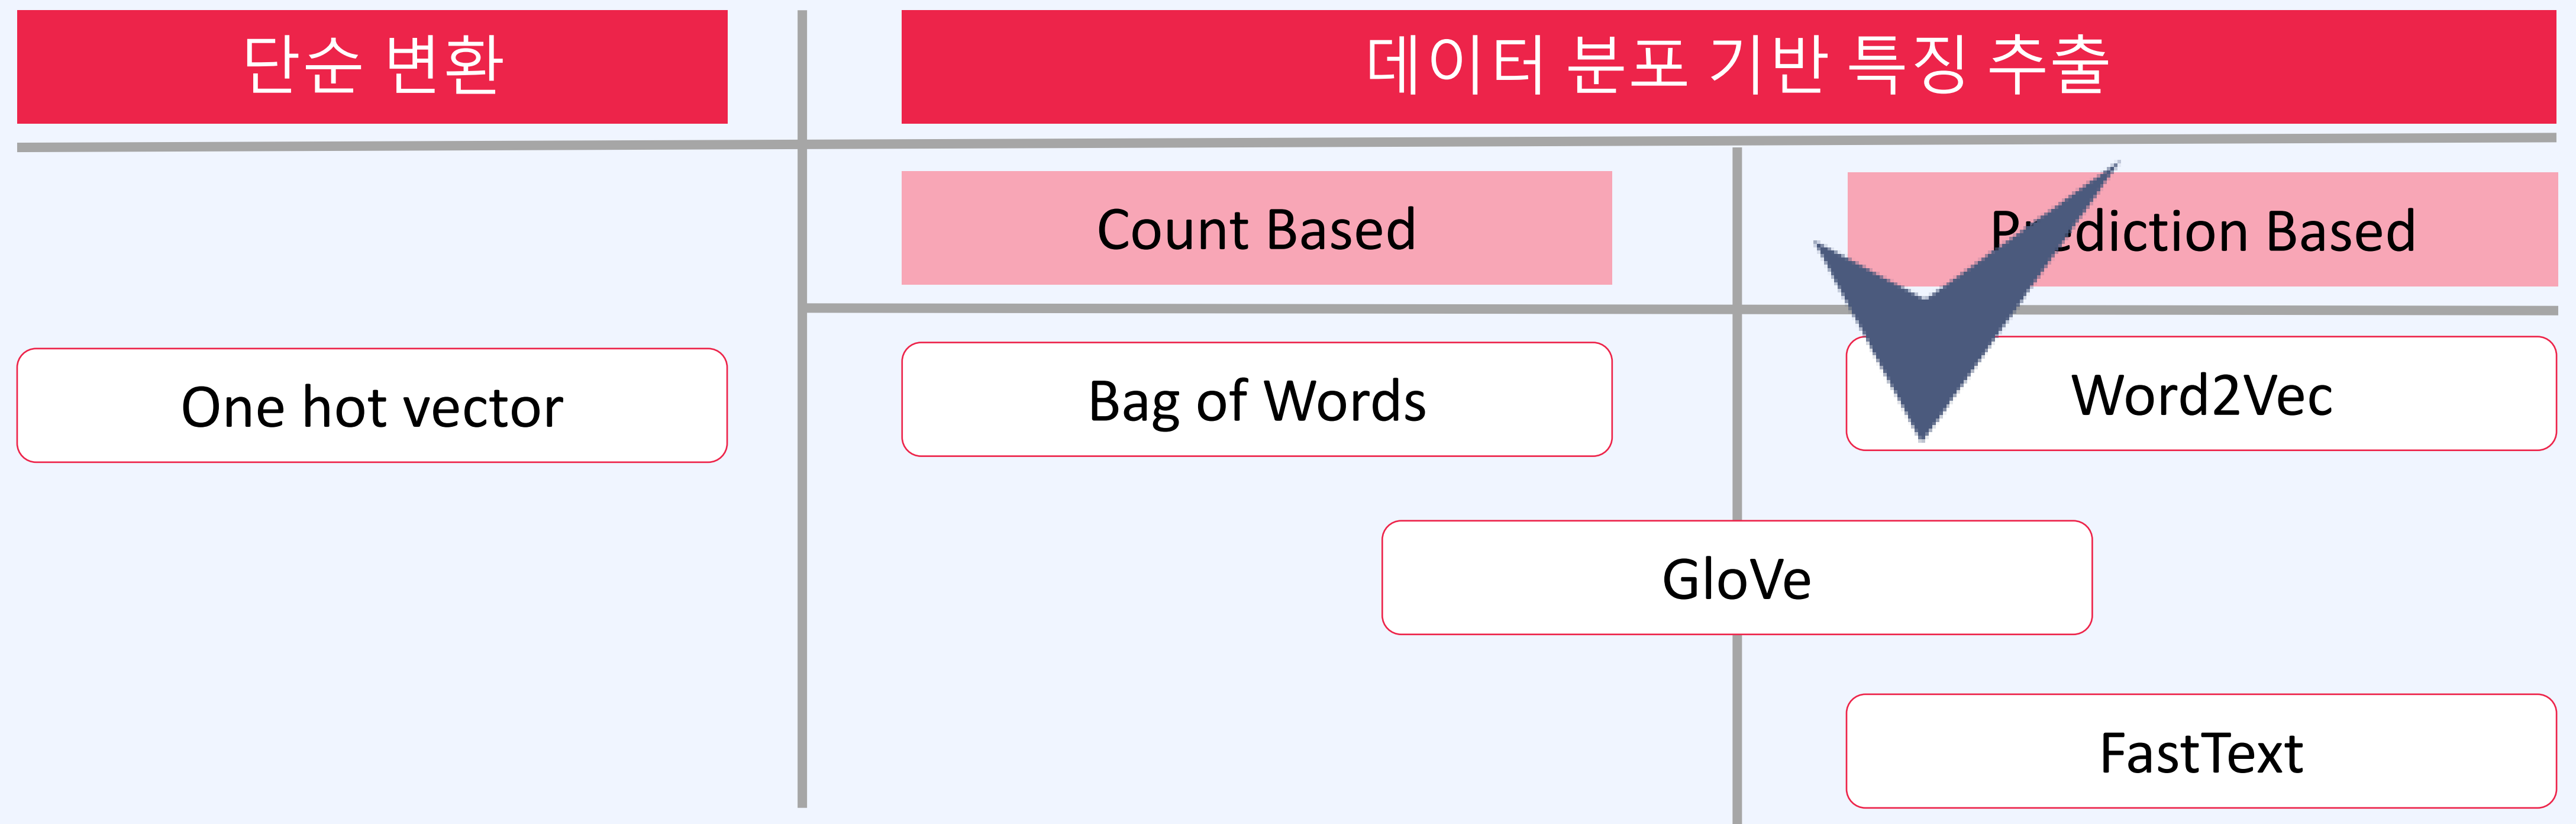 단순 변환
데이터 분포 기반 특징 추출
Count Based
Prediction Based
One hot vector
Bag of Words
Word2Vec
GloVe
FastText